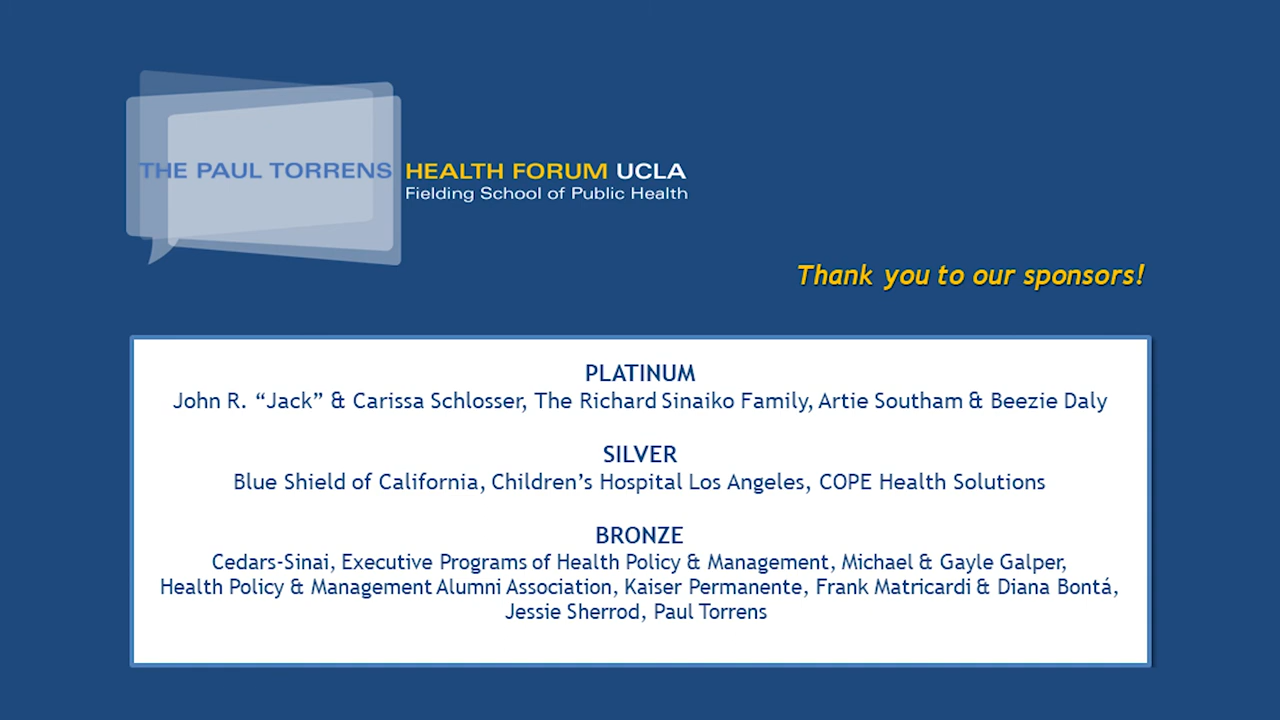 THE PAUL TORRENS HEALTH FORUM UCLA
Fielding School of Public Health
Thank you to our sponsors!
PLATINUM
John R. “Jack” & Carissa Schlosser, The Richard Sinaiko Family, Artie Southam & Beezie Daly
SILVER
Blue Shield of California, Children’s Hospital Los Angeles, COPE Health Solutions
BRONZE
Cedars-Sinai, Executive Programs of Health Policy & Management, Michael & Gayle Galper,
Health Policy & Management Alumni Association, Kaiser Permanente, Frank Matricardi & Diana Bontá,
Jessie Sherrod, Paul Torrens